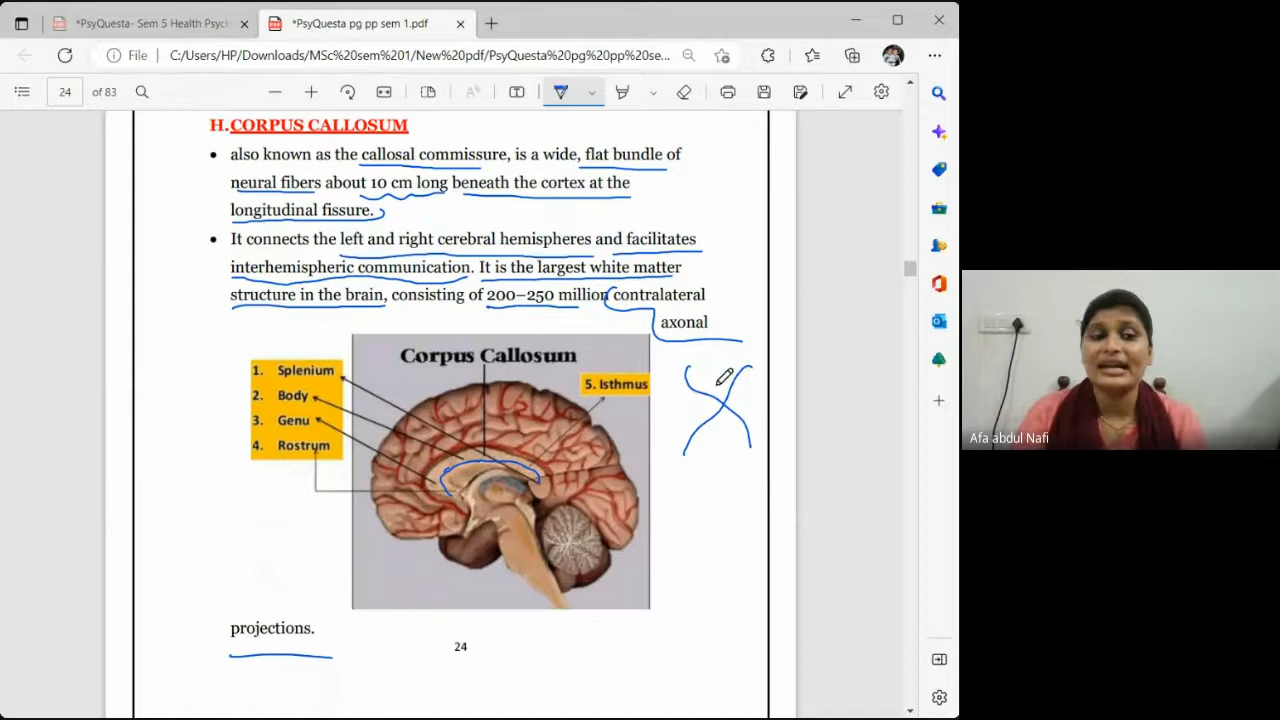 *PsyQuesta- Sem 5 Health Psych
*PsyQuesta pg pp sem 1.pdf
File
C:/Users/HP/Downloads/MSc%20sem%201/New%20pdf/PsyQuesta%20pg%20pp%20se...
24 of 83
H. CORPUS CALLOSUM
• also known as the callosal commissure, is a wide, flat bundle of
neural fibers about 10 cm long beneath the cortex at the
longitudinal fissure.
• It connects the left and right cerebral hemispheres and facilitates
interhemispheric communication. It is the largest white matter
structure in the brain, consisting of 200–250 million contralateral
axonal
Corpus Callosum
1. Splenium
2. Body
3. Genu
4. Rostrum
5. Isthmus
projections.
24
Afa abdul Nafi